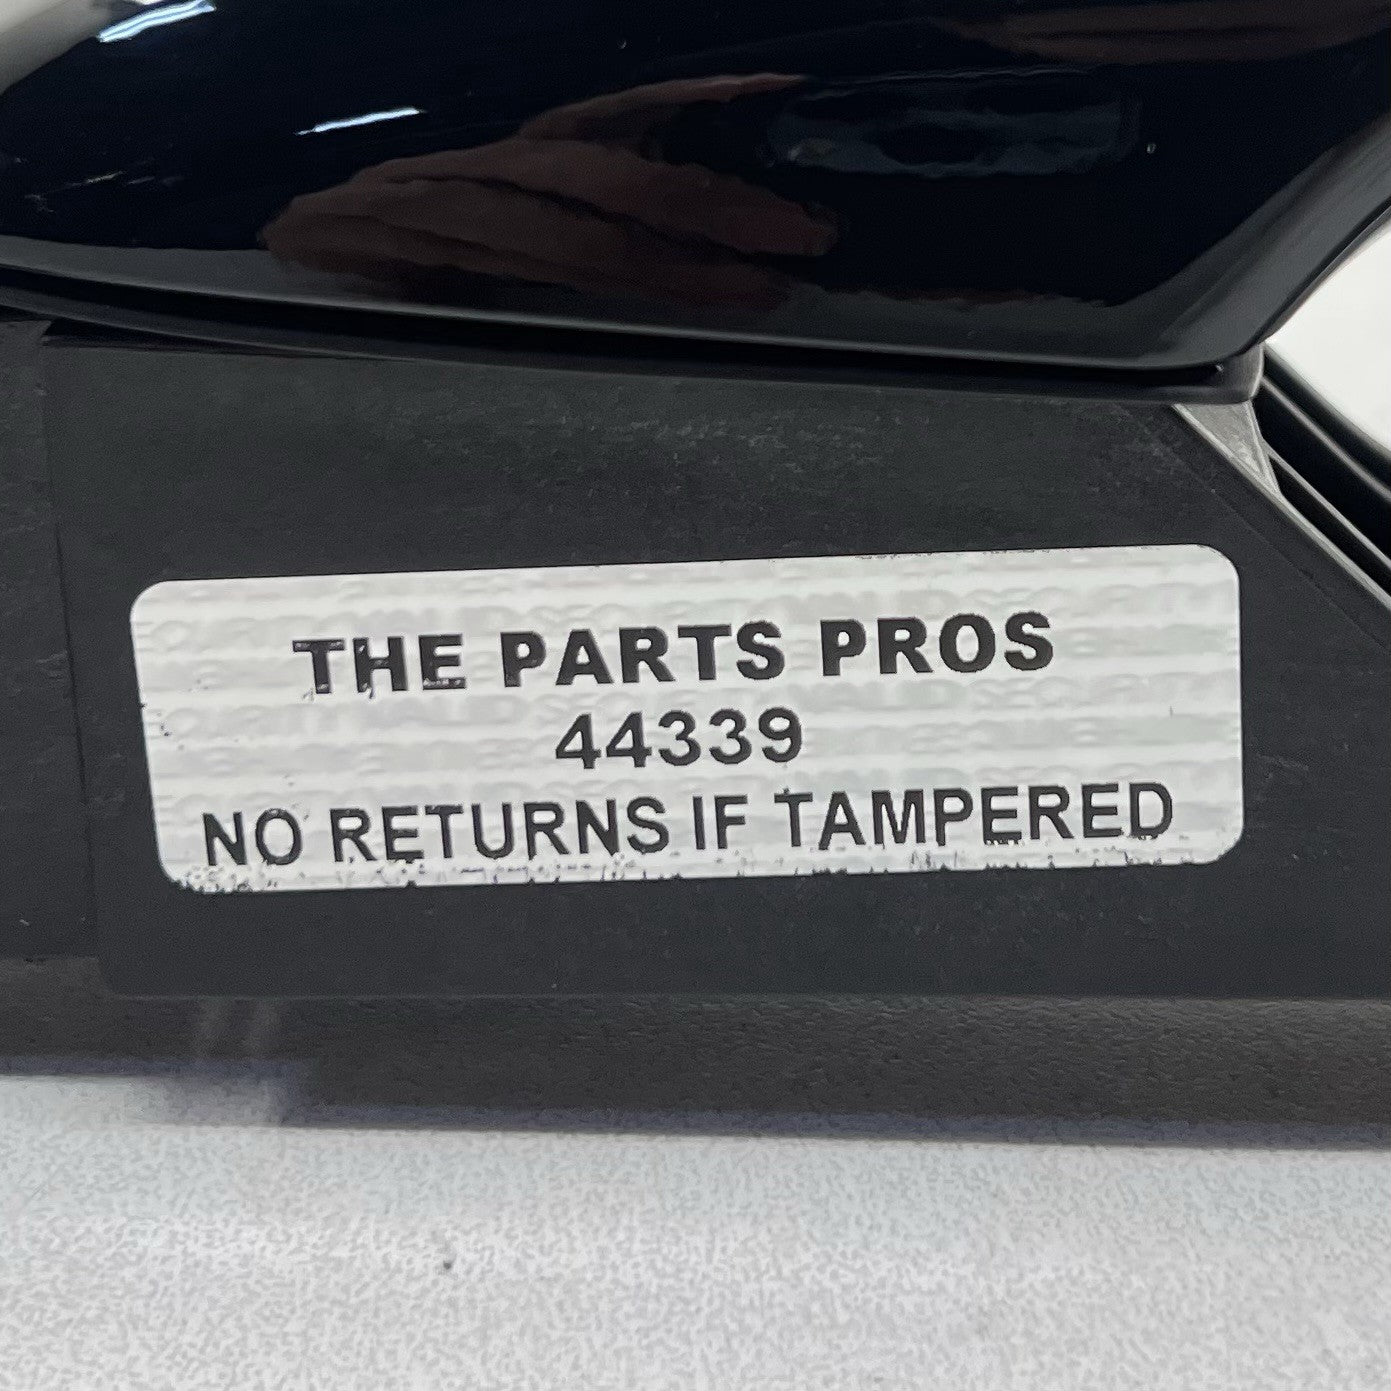 THE PARTS PROS
44339
NO RETURNS IF TAMPERED